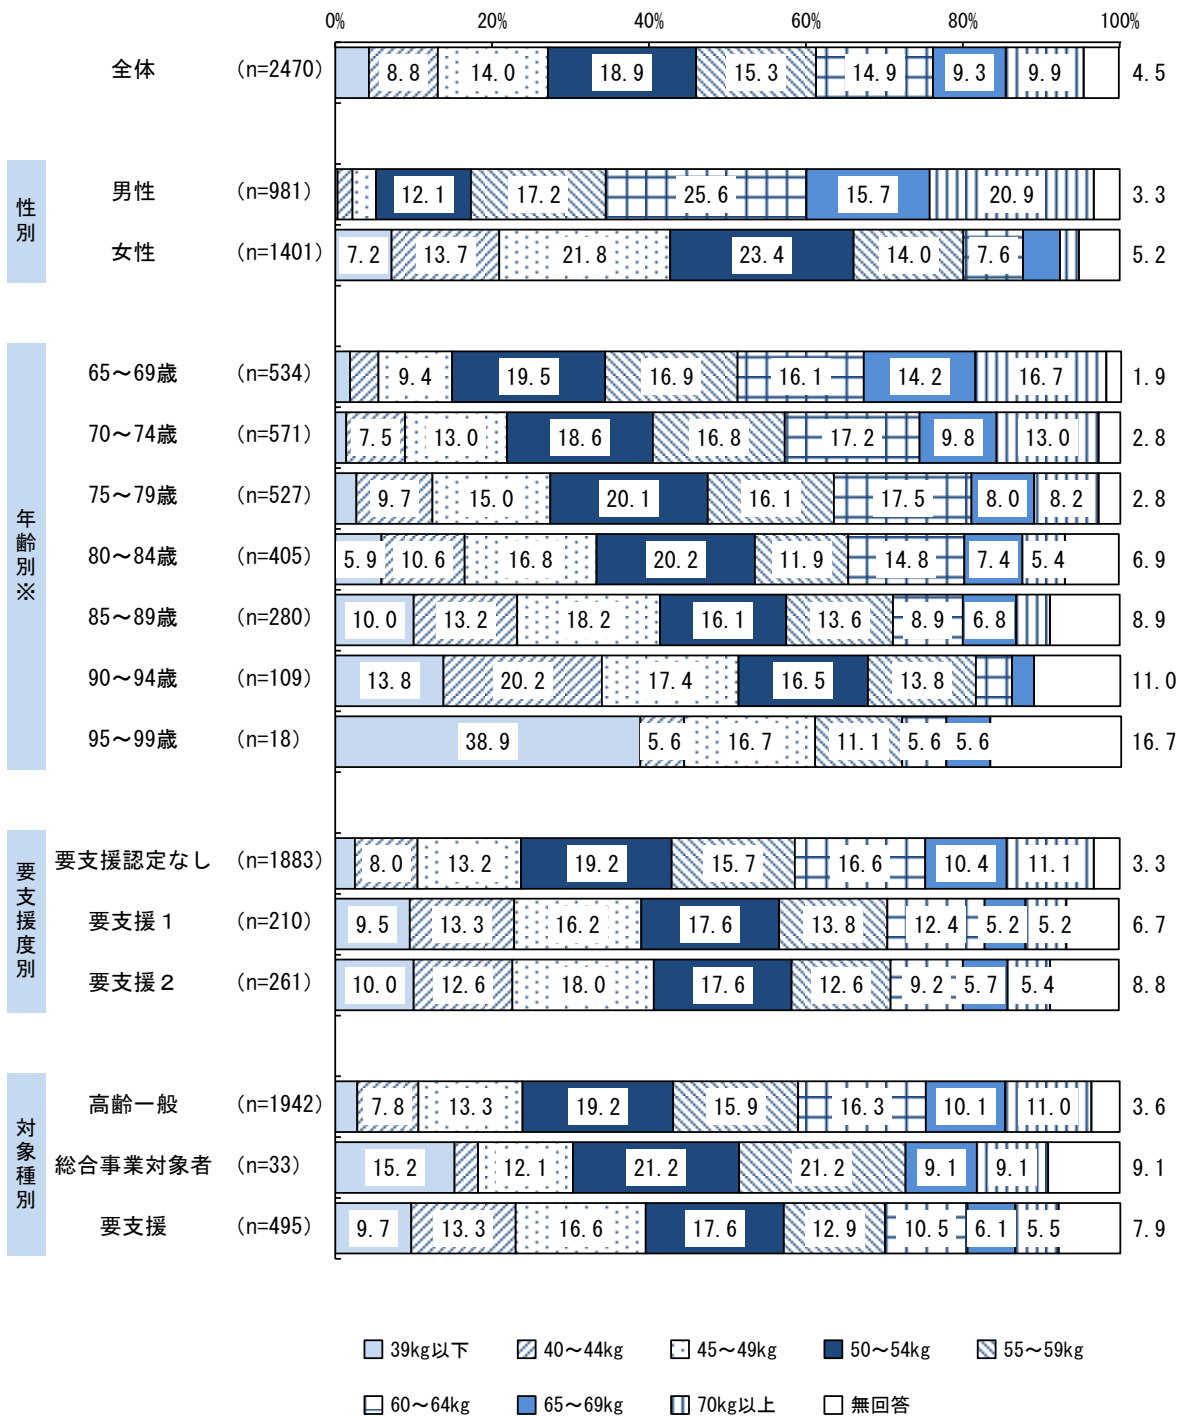 0% 20% 40% 60% 80% 100%
全体 (n=2470) 8.8 14.0 18.9 15.3 14.9 9.3 9.9 4.5
性別
男性 (n=981) 12.1 17.2 25.6 15.7 20.9 3.3
女性 (n=1401) 7.2 13.7 21.8 23.4 14.0 7.6 5.2
年齢別※
65～69歳 (n=534) 9.4 19.5 16.9 16.1 14.2 16.7 1.9
70～74歳 (n=571) 7.5 13.0 18.6 16.8 17.2 9.8 13.0 2.8
75～79歳 (n=527) 9.7 15.0 20.1 16.1 17.5 8.0 8.2 2.8
80～84歳 (n=405) 5.9 10.6 16.8 20.2 11.9 14.8 7.4 5.4 6.9
85～89歳 (n=280) 10.0 13.2 18.2 16.1 13.6 8.9 6.8 8.9
90～94歳 (n=109) 13.8 20.2 17.4 16.5 13.8 11.0
95～99歳 (n=18) 38.9 5.6 16.7 11.1 5.6 5.6 16.7
要支援度別
要支援認定なし (n=1883) 8.0 13.2 19.2 15.7 16.6 10.4 11.1 3.3
要支援１ (n=210) 9.5 13.3 16.2 17.6 13.8 12.4 5.2 5.2 6.7
要支援２ (n=261) 10.0 12.6 18.0 17.6 12.6 9.2 5.7 5.4 8.8
対象種別
高齢一般 (n=1942) 7.8 13.3 19.2 15.9 16.3 10.1 11.0 3.6
総合事業対象者 (n=33) 15.2 12.1 21.2 21.2 9.1 9.1 9.1
要支援 (n=495) 9.7 13.3 16.6 17.6 12.9 10.5 6.1 5.5 7.9
39kg以下 40～44kg 45～49kg 50～54kg 55～59kg
60～64kg 65～69kg 70kg以上 無回答